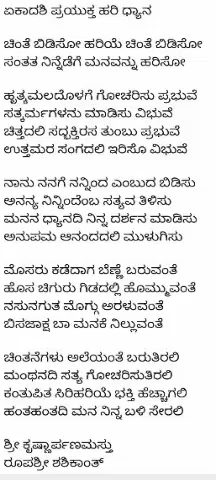 ಏಕಾದಶಿ ಪ್ರಯುಕ್ತ ಹರಿ ಧ್ಯಾನ
ಚಿಂತೆ ಬಿಡಿಸೋ ಹರಿಯೆ ಚಿಂತೆ ಬಿಡಿಸೋ
ಸಂತತ ನಿನ್ನೆಡೆಗೆ ಮನವನ್ನು ಹರಿಸೋ
ಹೃತ್ಕಮಲದೊಳಗೆ ಗೋಚರಿಸು ಪ್ರಭುವೆ
ಸತ್ಕರ್ಮಗಳನು ಮಾಡಿಸು ವಿಭುವೆ
ಚಿತ್ತದಲಿ ಸದ್ಭಕ್ತಿರಸ ತುಂಬು ಪ್ರಭುವೆ
ಉತ್ತಮರ ಸಂಗದಲಿ ಇರಿಸೊ ವಿಭುವೆ
ನಾನು ನನಗೆ ನನ್ನಿಂದ ಎಂಬುದ ಬಿಡಿಸು
ಅನನ್ಯ ನಿನ್ನಿಂದೆಂಬ ಸತ್ಯವ ತಿಳಿಸು
ಮನನ ಧ್ಯಾನದಿ ನಿನ್ನ ದರ್ಶನ ಮಾಡಿಸು
ಅನುಪಮ ಆನಂದದಲಿ ಮುಳುಗಿಸು
ಮೊಸರು ಕಡೆದಾಗ ಬೆಣ್ಣೆ ಬರುವಂತೆ
ಹೊಸ ಚಿಗುರು ಗಿಡದಲ್ಲಿ ಹೊಮ್ಮುವಂತೆ
ನಸುನಗುತ ಮೊಗ್ಗು ಅರಳುವಂತೆ
ಬಿಸಜಾಕ್ಷ ಬಾ ಮನಕೆ ನಿಲ್ಲುವಂತೆ
ಚಿಂತನೆಗಳು ಅಲೆಯಂತೆ ಬರುತಿರಲಿ
ಮಂಥನದಿ ಸತ್ಯ ಗೋಚರಿಸುತಿರಲಿ
ಕಂತುಪಿತ ಸಿರಿಹರಿಯೆ ಭಕ್ತಿ ಹೆಚ್ಚಾಗಲಿ
ಹಂತಹಂತದಿ ಮನ ನಿನ್ನ ಬಳಿ ಸೇರಲಿ
ಶ್ರೀ ಕೃಷ್ಣಾರ್ಪಣಮಸ್ತು
ರೂಪಶ್ರೀ ಶಶಿಕಾಂತ್